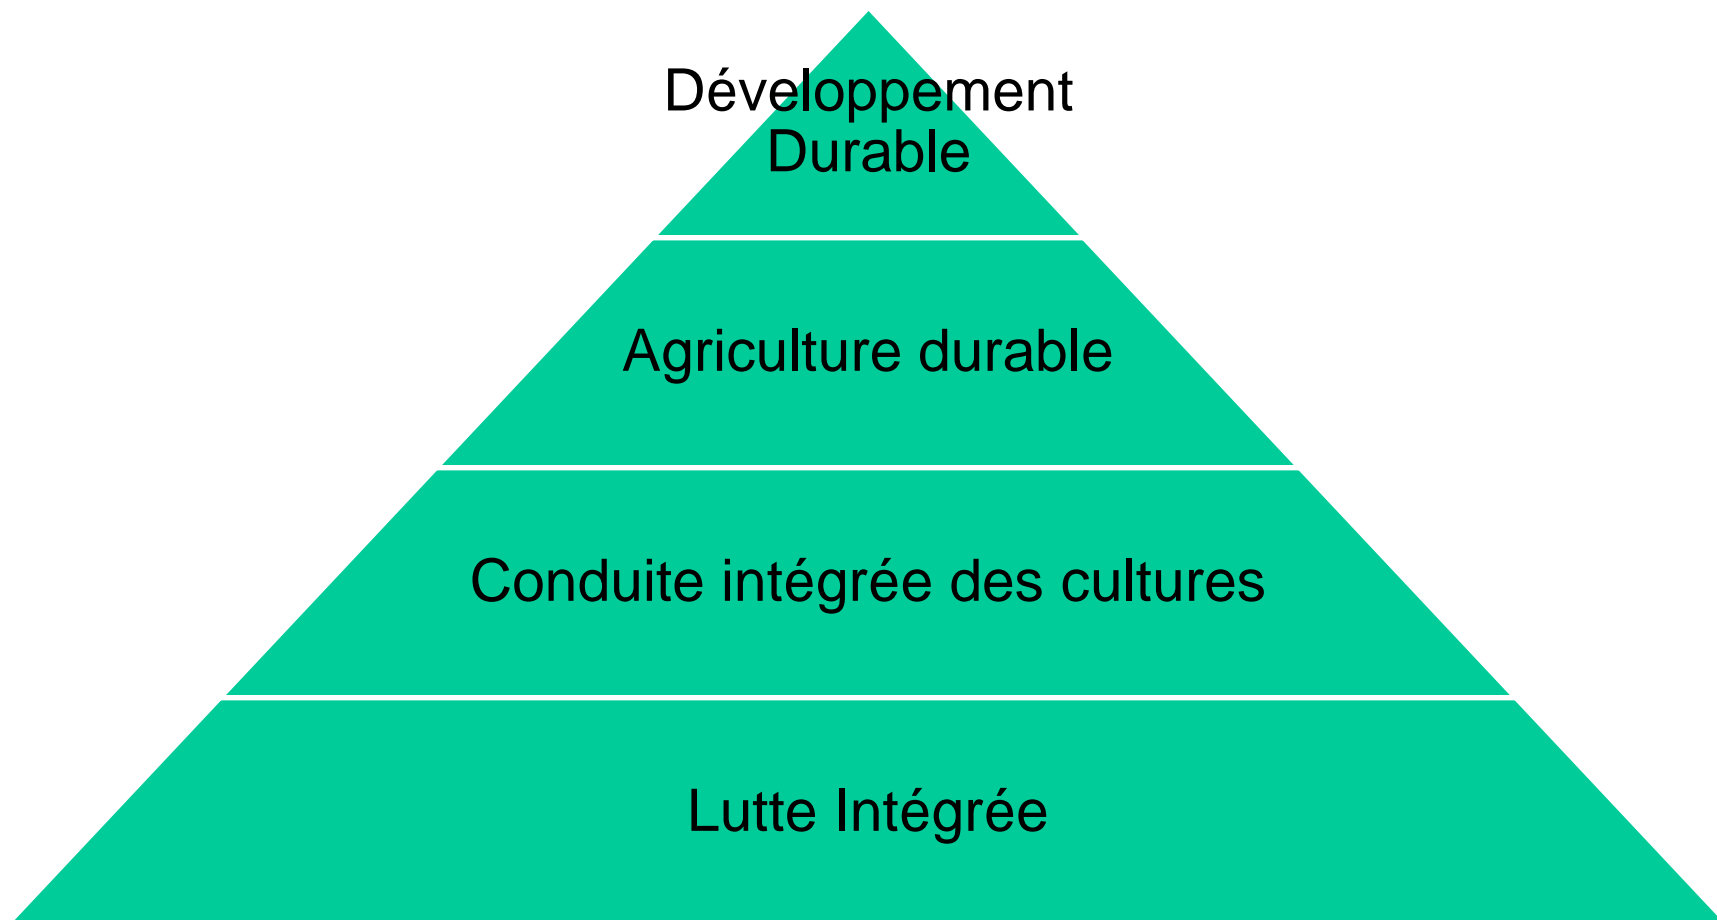 Développement
Durable
Agriculture durable
Conduite intégrée des cultures
Lutte Intégrée